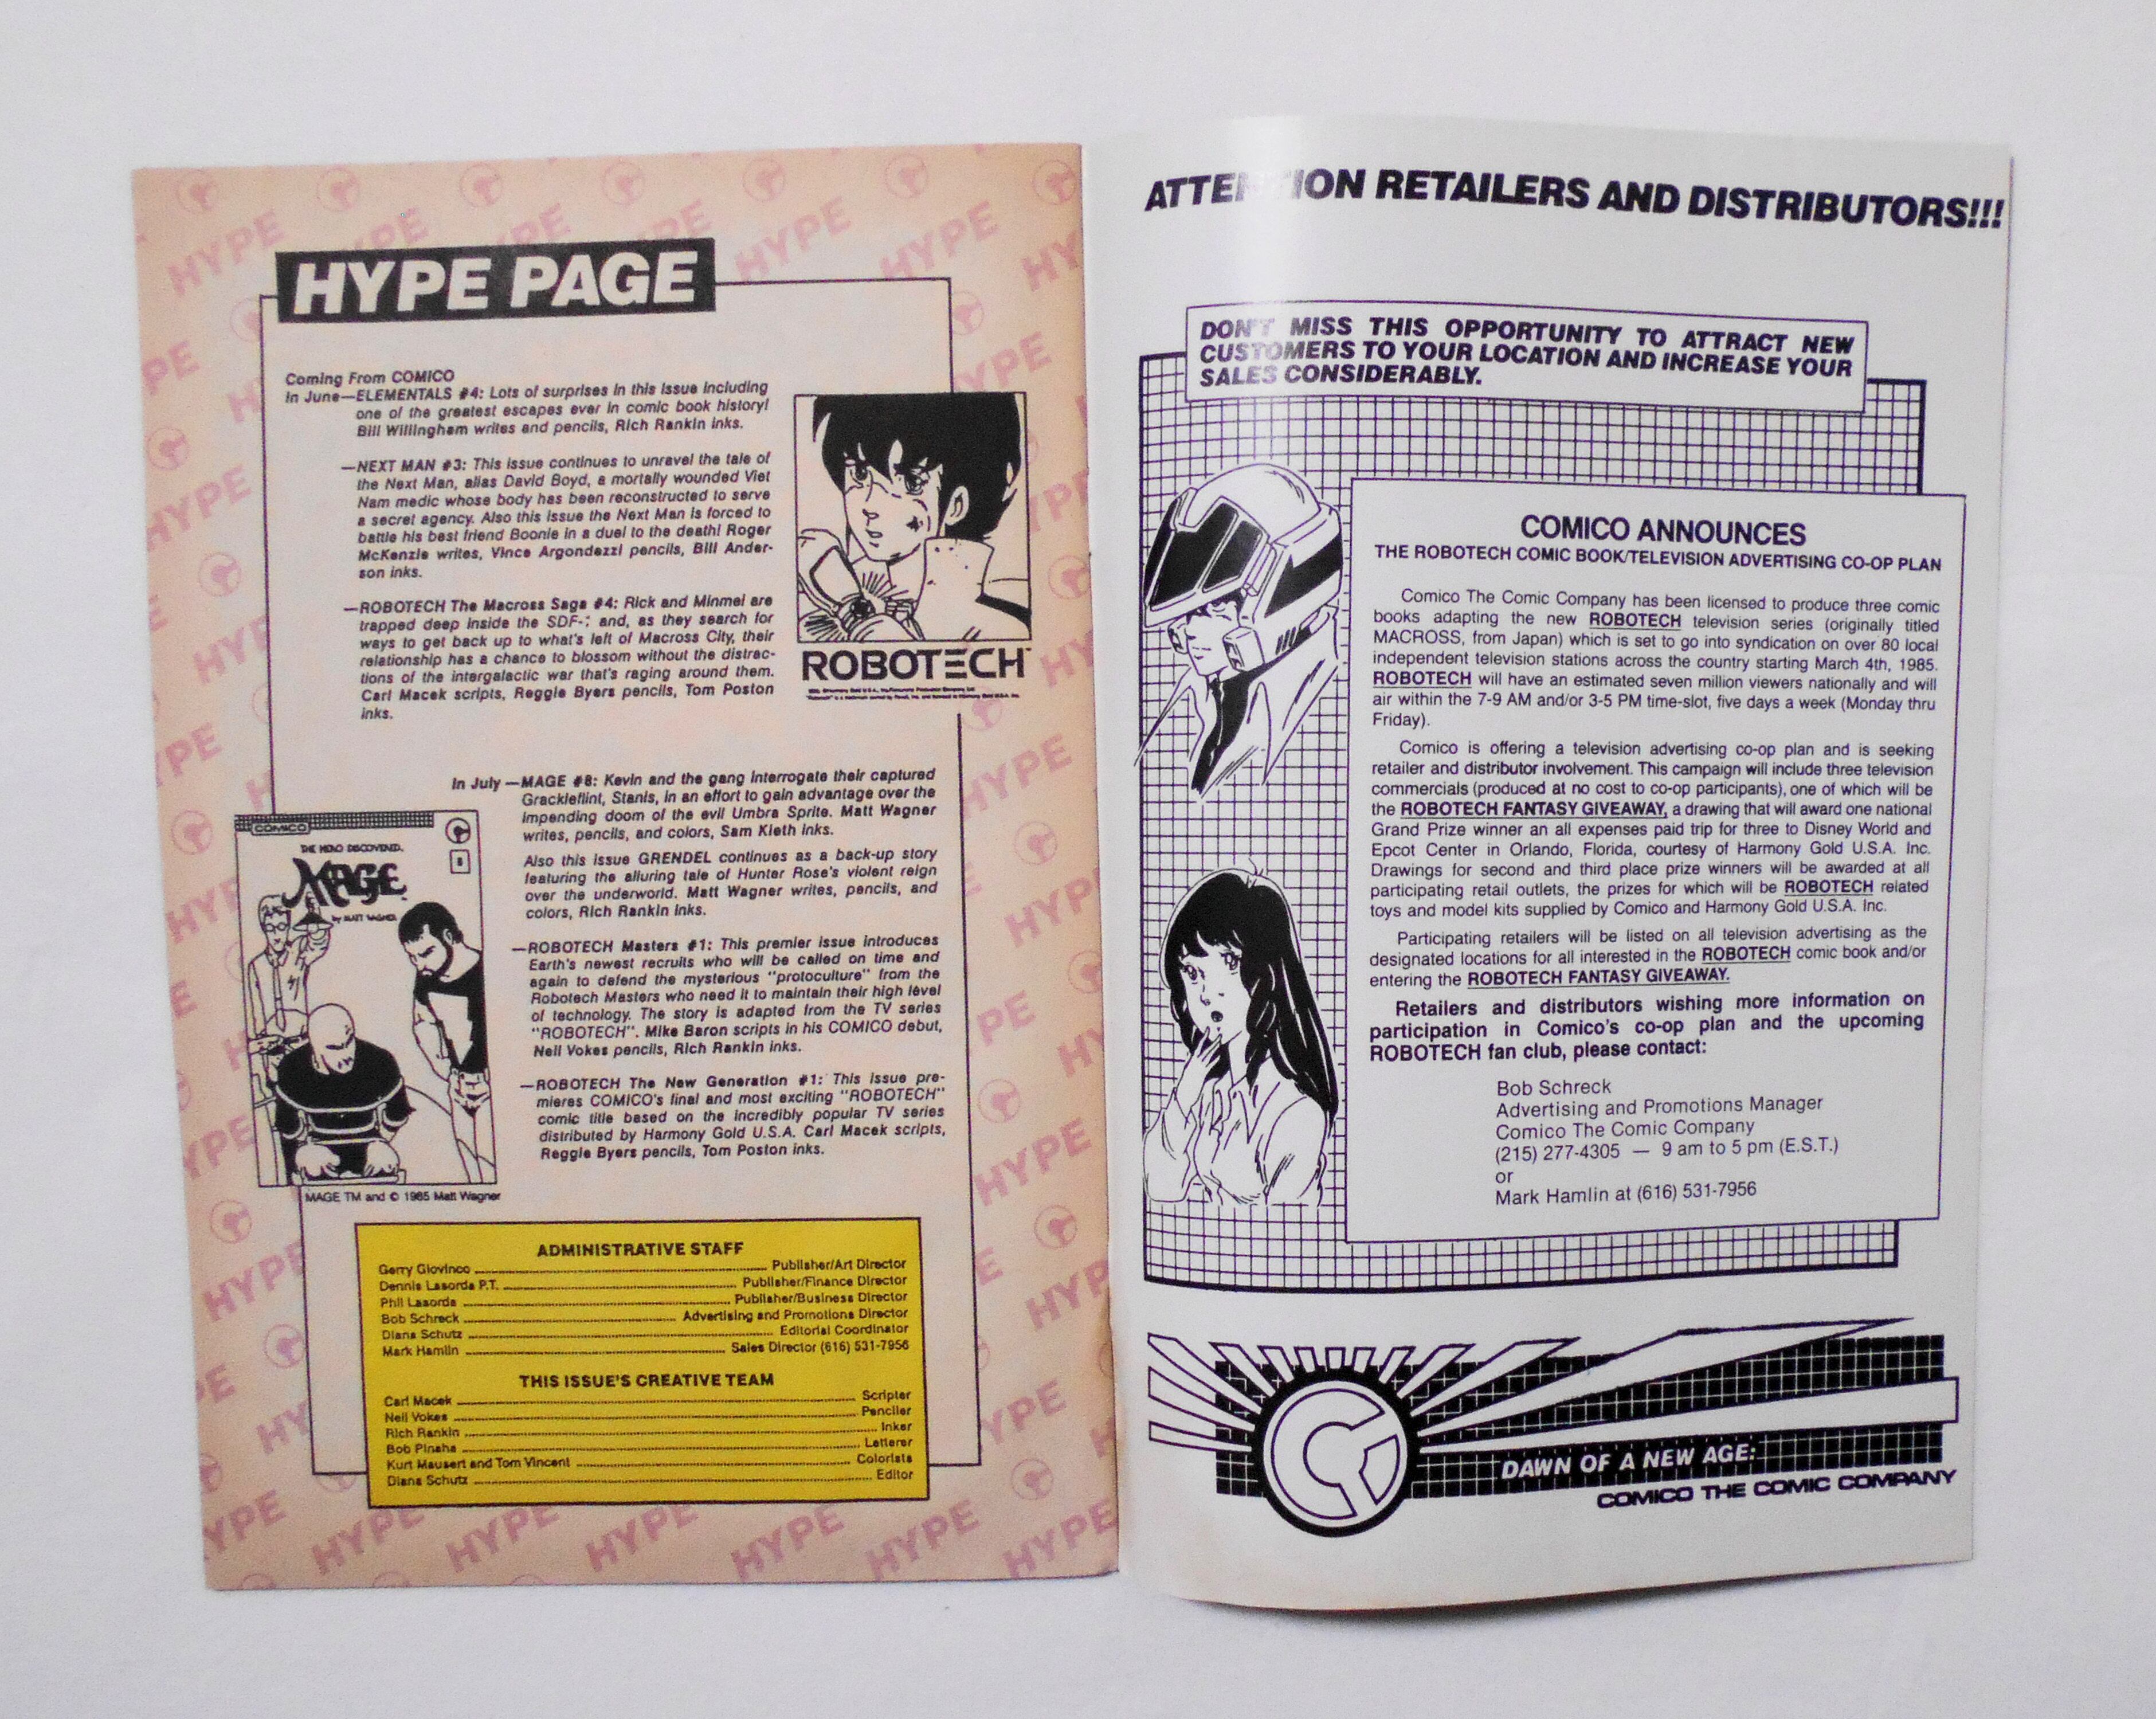 HYPE PAGE
Coming From COMICO
In June—ELEMENTALS #4: Lots of surprises in this issue including
one of the greatest escapes ever in comic book history!
Bill Willingham writes and pencils, Rich Rankin inks.
—NEXT MAN #3: This issue continues to unravel the tale of
the Next Man, alias David Boyd, a mortally wounded Viet
Nam medic whose body has been reconstructed to serve
a secret agency. Also this issue the Next Man is forced to
battle his best friend Boonie in a duel to the death! Roger
McKenzie writes, Vince Argondezzi pencils, Bill Ander-
son inks.
—ROBOTECH The Macross Saga #4: Rick and Minmei are
trapped deep inside the SDF-1 and, as they search for
ways to get back up to what's left of Macross City, their
relationship has a chance to blossom without the distrac-
tions of the intergalactic war that's raging around them.
Carl Macek scripts, Reggie Byers pencils, Tom Poston
inks.
ROBOTECH
In July —MAGE #8: Kevin and the gang interrogate their captured
Grackleflint, Stanis, in an effort to gain advantage over the
impending doom of the evil Umbra Sprite. Matt Wagner
writes, pencils, and colors, Sam Kieth inks.
Also this issue GRENDEL continues as a back-up story
featuring the alluring tale of Hunter Rose's violent reign
over the underworld. Matt Wagner writes, pencils, and
colors, Rich Rankin inks.
—ROBOTECH Masters #1: This premier issue introduces
Earth's newest recruits who will be called on time and
again to defend the mysterious "protoculture" from the
Robotech Masters who need it to maintain their high level
of technology. The story is adapted from the TV series
"ROBOTECH". Mike Baron scripts in his COMICO debut,
Neil Vokes pencils, Rich Rankin inks.
—ROBOTECH The New Generation #1: This issue pre-
mieres COMICO's final and most exciting "ROBOTECH"
comic title based on the incredibly popular TV series
distributed by Harmony Gold U.S.A. Carl Macek scripts,
Reggie Byers pencils, Tom Poston inks.
COMICO
THE HERO DISCOVERED.
MAGE
by MATT WAGNER
8
MAGE TM and © 1985 Matt Wagner
ADMINISTRATIVE STAFF
Gerry Giovinco Publisher/Art Director
Dennis Lasorda P.T. Publisher/Finance Director
Phil Lasorda Publisher/Business Director
Bob Schreck Advertising and Promotions Director
Diana Schutz Editorial Coordinator
Mark Hamlin Sales Director (616) 531-7956
THIS ISSUE'S CREATIVE TEAM
Carl Macek Scripter
Neil Vokes Penciler
Rich Rankin Inker
Bob Pinaha Letterer
Kurt Mausert and Tom Vincent Colorists
Diana Schutz Editor
ATTENTION RETAILERS AND DISTRIBUTORS!!!
DON'T MISS THIS OPPORTUNITY TO ATTRACT NEW
CUSTOMERS TO YOUR LOCATION AND INCREASE YOUR
SALES CONSIDERABLY.
COMICO ANNOUNCES
THE ROBOTECH COMIC BOOK/TELEVISION ADVERTISING CO-OP PLAN
Comico The Comic Company has been licensed to produce three comic
books adapting the new ROBOTECH television series (originally titled
MACROSS, from Japan) which is set to go into syndication on over 80 local
independent television stations across the country starting March 4th, 1985.
ROBOTECH will have an estimated seven million viewers nationally and will
air within the 7-9 AM and/or 3-5 PM time-slot, five days a week (Monday thru
Friday).
Comico is offering a television advertising co-op plan and is seeking
retailer and distributor involvement. This campaign will include three television
commercials (produced at no cost to co-op participants), one of which will be
the ROBOTECH FANTASY GIVEAWAY, a drawing that will award one national
Grand Prize winner an all expenses paid trip for three to Disney World and
Epcot Center in Orlando, Florida, courtesy of Harmony Gold U.S.A. Inc.
Drawings for second and third place prize winners will be awarded at all
participating retail outlets, the prizes for which will be ROBOTECH related
toys and model kits supplied by Comico and Harmony Gold U.S.A. Inc.
Participating retailers will be listed on all television advertising as the
designated locations for all interested in the ROBOTECH comic book and/or
entering the ROBOTECH FANTASY GIVEAWAY.
Retailers and distributors wishing more information on
participation in Comico's co-op plan and the upcoming
ROBOTECH fan club, please contact:
Bob Schreck
Advertising and Promotions Manager
Comico The Comic Company
(215) 277-4305 — 9 am to 5 pm (E.S.T.)
or
Mark Hamlin at (616) 531-7956
DAWN OF A NEW AGE:
COMICO THE COMIC COMPANY